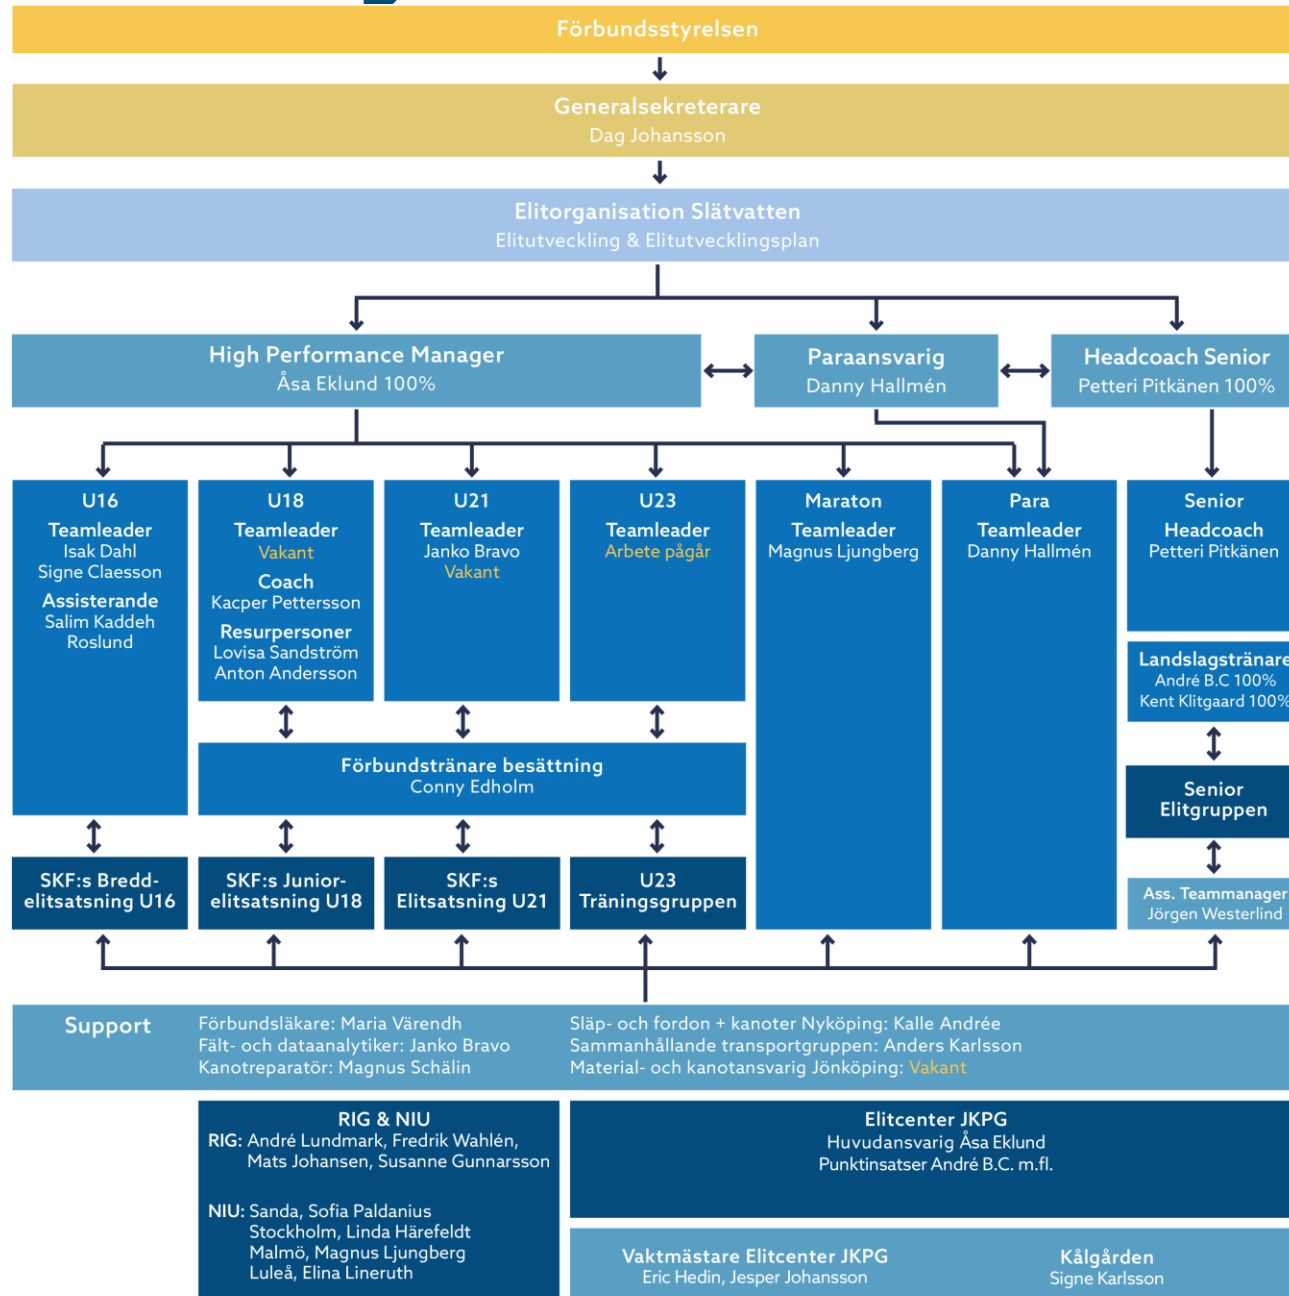 Förbundsstyrelsen
Generalsekreterare
Dag Johansson
Elitorganisation Slätvatten
Elitutveckling & Elitutvecklingsplan
High Performance Manager
Åsa Eklund 100%
Paraansvarig
Danny Hallmén
Headcoach Senior
Petteri Pitkänen 100%
U16
Teamleader
Isak Dahl
Signe Claesson
Assisterande
Salim Kaddeh
Roslund
U18
Teamleader
Vakant
Coach
Kacper Pettersson
Resurpersoner
Lovisa Sandström
Anton Andersson
U21
Teamleader
Janko Bravo
Vakant
U23
Teamleader
Arbete pågår
Maraton
Teamleader
Magnus Ljungberg
Para
Teamleader
Danny Hallmén
Senior
Headcoach
Petteri Pitkänen
Landslagstränare
André B.C 100%
Kent Klitgaard 100%
Förbundstränare besättning
Conny Edholm
Senior
Elitgruppen
SKF:s Bredd-
elitsatsning U16
SKF:s Junior-
elitsatsning U18
SKF:s
Elitsatsning U21
U23
Träningsgruppen
Ass. Teammanager
Jörgen Westerlind
Support
Förbundsläkare: Maria Värendh
Fält- och dataanalytiker: Janko Bravo
Kanotreparatör: Magnus Schälin
Släp- och fordon + kanoter Nyköping: Kalle Andrée
Sammanhållande transportgruppen: Anders Karlsson
Material- och kanotansvarig Jönköping: Vakant
RIG & NIU
RIG: André Lundmark, Fredrik Wahlén,
Mats Johansen, Susanne Gunnarsson
NIU: Sanda, Sofia Paldanius
Stockholm, Linda Härefeldt
Malmö, Magnus Ljungberg
Luleå, Elina Lineruth
Elitcenter JKPG
Huvudansvarig Åsa Eklund
Punktinsatser André B.C. m.fl.
Vaktmästare Elitcenter JKPG
Eric Hedin, Jesper Johansson
Kålgården
Signe Karlsson